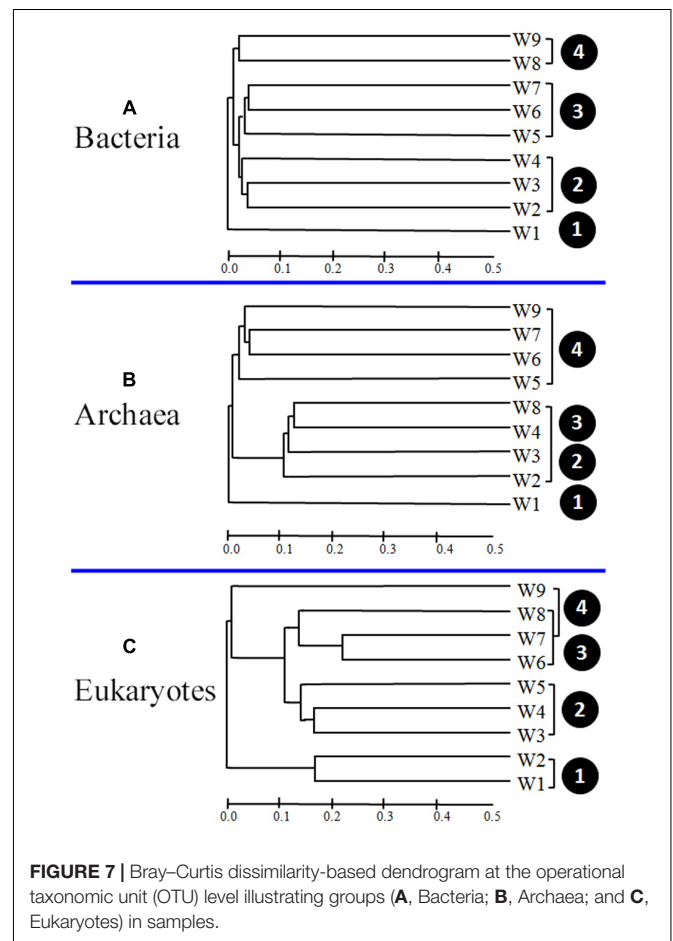 A
Bacteria
W9
W8
4
W7
W6
W5
3
W4
W3
W2
2
W1
1
0.0 0.1 0.2 0.3 0.4 0.5
B
Archaea
W9
W7
W6
W5
4
W8
W4
3
W3
W2
2
W1
1
0.0 0.1 0.2 0.3 0.4 0.5
C
Eukaryotes
W9
W8
4
W7
W6
3
W5
W4
W3
2
W2
W1
1
0.0 0.1 0.2 0.3 0.4 0.5
FIGURE 7 | Bray–Curtis dissimilarity-based dendrogram at the operational
taxonomic unit (OTU) level illustrating groups (A, Bacteria; B, Archaea; and C,
Eukaryotes) in samples.